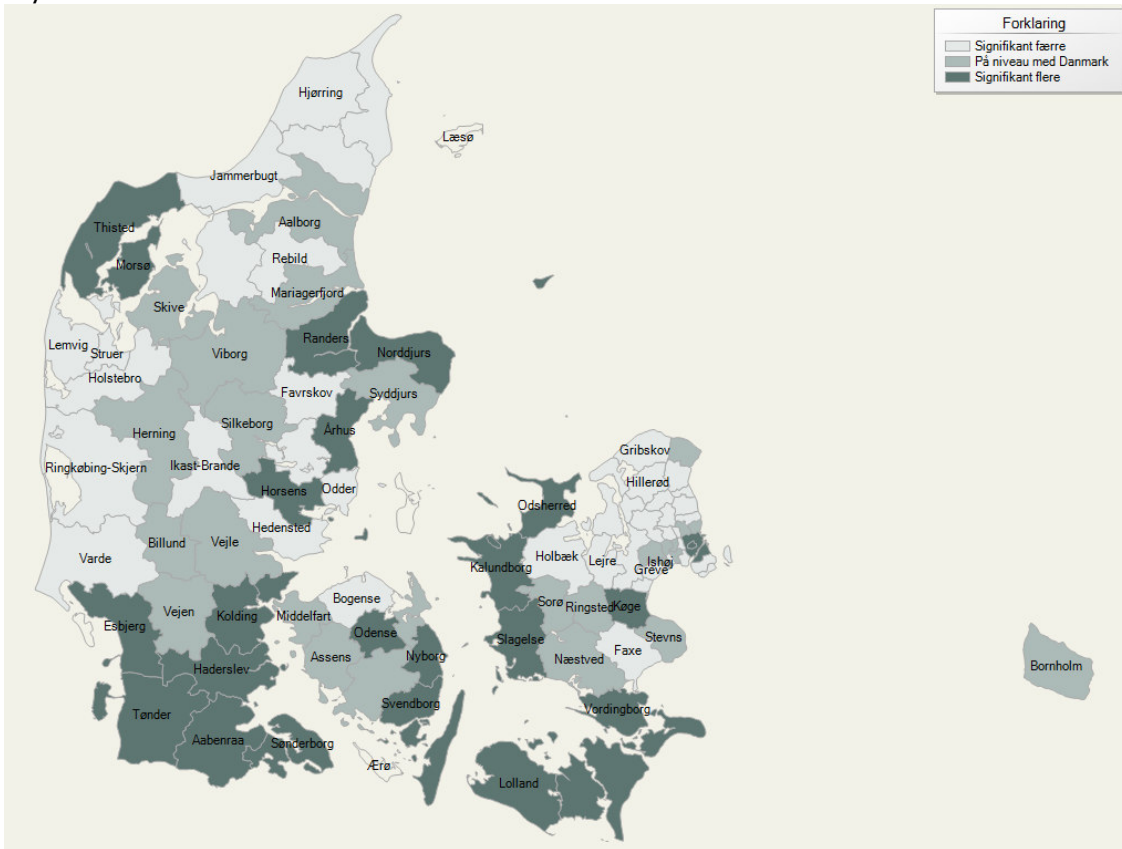 Forklaring
Signifikant færre
På niveau med Danmark
Signifikant flere
Hjørring
Læsø
Jammerbugt
Thisted
Aalborg
Rebild
Morsø
Mariagerfjord
Skive
Randers
Lemvig
Struer
Viborg
Norddjurs
Holstebro
Favrskov
Syddjurs
Silkeborg
Århus
Herning
Gribskov
Ringkøbing-Skjern
Ikast-Brande
Hillerød
Horsens
Odder
Odsherred
Hedensted
Billund
Vejle
Varde
Holbæk
Lejre
Ishøj
Kalundborg
Greve
Bogense
Vejen
Kolding
Middelfart
Sorø
Ringsted
Køge
Esbjerg
Odense
Slagelse
Stevns
Assens
Nyborg
Næstved
Faxe
Haderslev
Bornholm
Svendborg
Vordingborg
Tønder
Aabenraa
Sønderborg
Ærø
Lolland